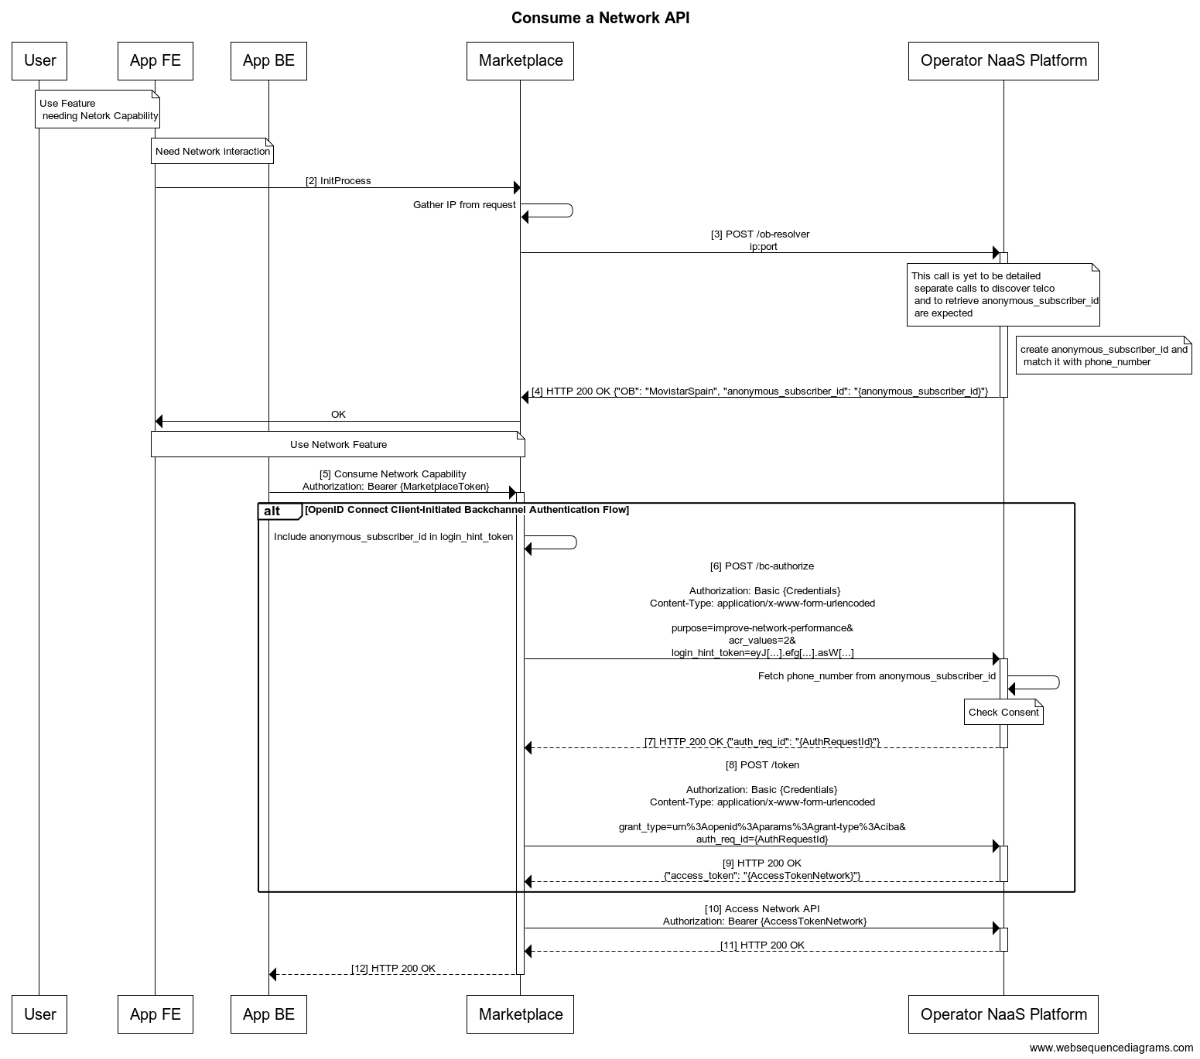 Consume a Network API
User
App FE
App BE
Marketplace
Operator NaaS Platform
Use Feature
needing Netork Capability
Need Network interaction
[2] InitProcess
Gather IP from request
[3] POST /ob-resolver
ip:port
This call is yet to be detailed
separate calls to discover telco
and to retrieve anonymous_subscriber_id
are expected
create anonymous_subscriber_id and
match it with phone_number
[4] HTTP 200 OK {"OB": "MovistarSpain", "anonymous_subscriber_id": "{anonymous_subscriber_id}"}
OK
Use Network Feature
[5] Consume Network Capability
Authorization: Bearer {MarketplaceToken}
alt
[OpenID Connect Client-Initiated Backchannel Authentication Flow]
Include anonymous_subscriber_id in login_hint_token
[6] POST /bc-authorize
Authorization: Basic {Credentials}
Content-Type: application/x-www-form-urlencoded
purpose=improve-network-performance&
acr_values=2&
login_hint_token=eyJ[...].efg[...].asW[...]
Fetch phone_number from anonymous_subscriber_id
Check Consent
[7] HTTP 200 OK {"auth_req_id": "{AuthRequestId}"}
[8] POST /token
Authorization: Basic {Credentials}
Content-Type: application/x-www-form-urlencoded
grant_type=urn%3Aopenid%3Aparams%3Agrant-type%3Aciba&
auth_req_id={AuthRequestId}
[9] HTTP 200 OK
{"access_token": "{AccessTokenNetwork}"}
[10] Access Network API
Authorization: Bearer {AccessTokenNetwork}
[11] HTTP 200 OK
[12] HTTP 200 OK
User
App FE
App BE
Marketplace
Operator NaaS Platform
www.websequencediagrams.com